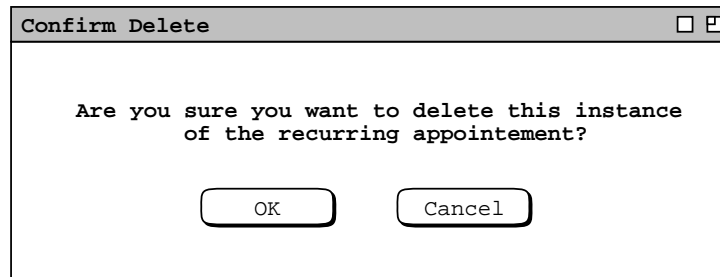 Confirm Delete
Are you sure you want to delete this instance
of the recurring appointement?
OK
Cancel